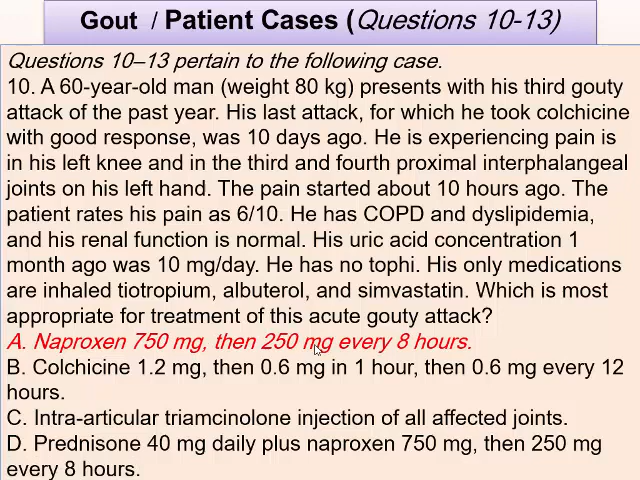 Gout / Patient Cases (Questions 10-13)
Questions 10–13 pertain to the following case.
10. A 60-year-old man (weight 80 kg) presents with his third gouty
attack of the past year. His last attack, for which he took colchicine
with good response, was 10 days ago. He is experiencing pain is
in his left knee and in the third and fourth proximal interphalangeal
joints on his left hand. The pain started about 10 hours ago. The
patient rates his pain as 6/10. He has COPD and dyslipidemia,
and his renal function is normal. His uric acid concentration 1
month ago was 10 mg/day. He has no tophi. His only medications
are inhaled tiotropium, albuterol, and simvastatin. Which is most
appropriate for treatment of this acute gouty attack?
A. Naproxen 750 mg, then 250 mg every 8 hours.
B. Colchicine 1.2 mg, then 0.6 mg in 1 hour, then 0.6 mg every 12
hours.
C. Intra-articular triamcinolone injection of all affected joints.
D. Prednisone 40 mg daily plus naproxen 750 mg, then 250 mg
every 8 hours.